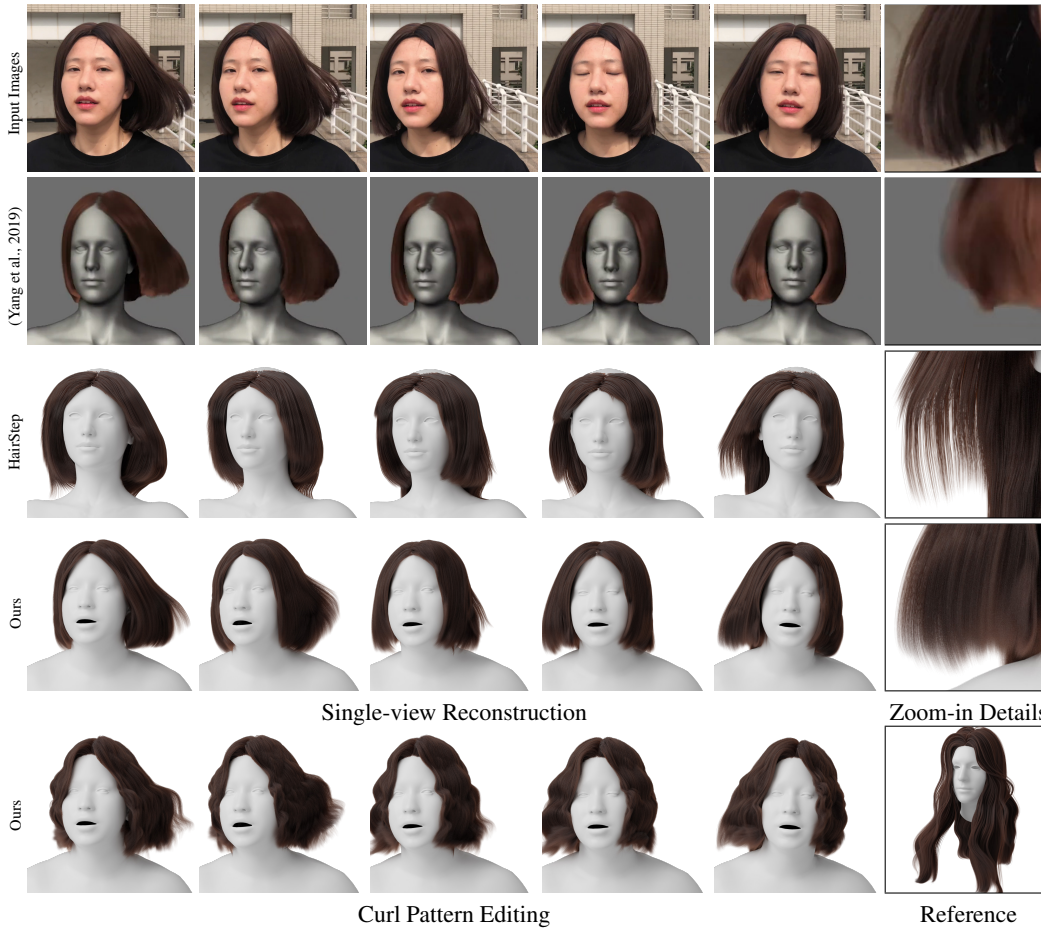 Input Images
(Yang et al., 2019)
HairStep
Ours
Single-view Reconstruction
Zoom-in Details
Ours
Curl Pattern Editing
Reference